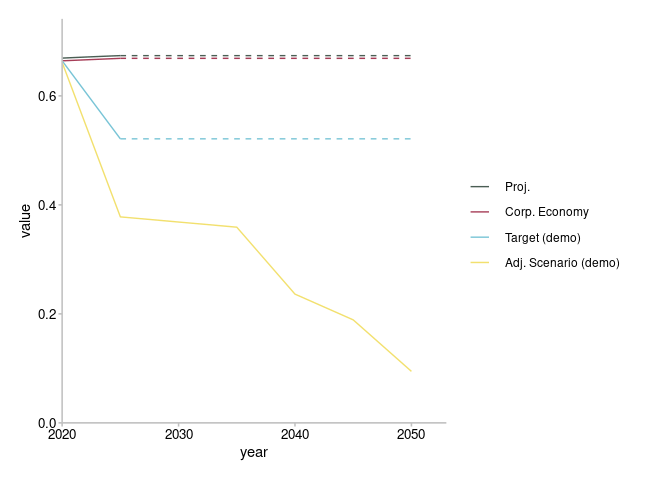 0.6
0.4
0.2
0.0
value
2020
2030
2040
2050
year
Proj.
Corp. Economy
Target (demo)
Adj. Scenario (demo)